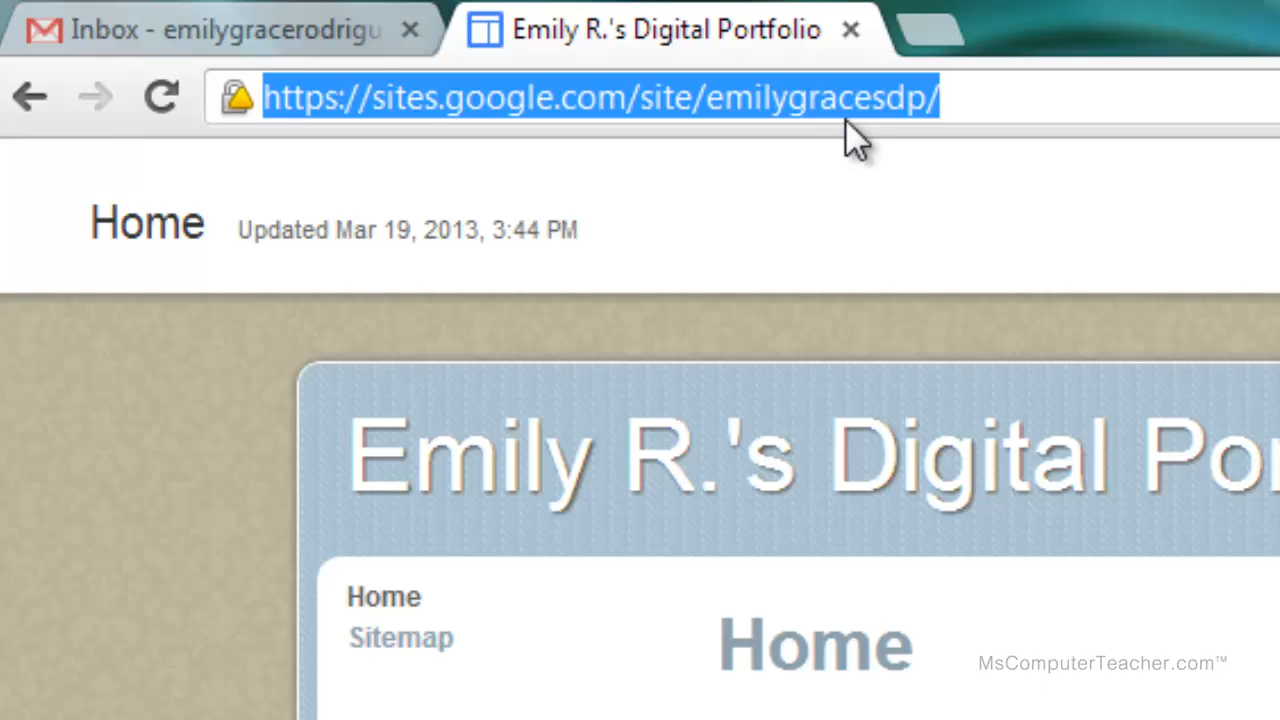 Inbox - emilygracerodrigu
Emily R.'s Digital Portfolio
https://sites.google.com/site/emilygracesdp/
Home Updated Mar 19, 2013, 3:44 PM
Emily R.'s Digital Por
Home
Sitemap
Home
MsComputerTeacher.com™